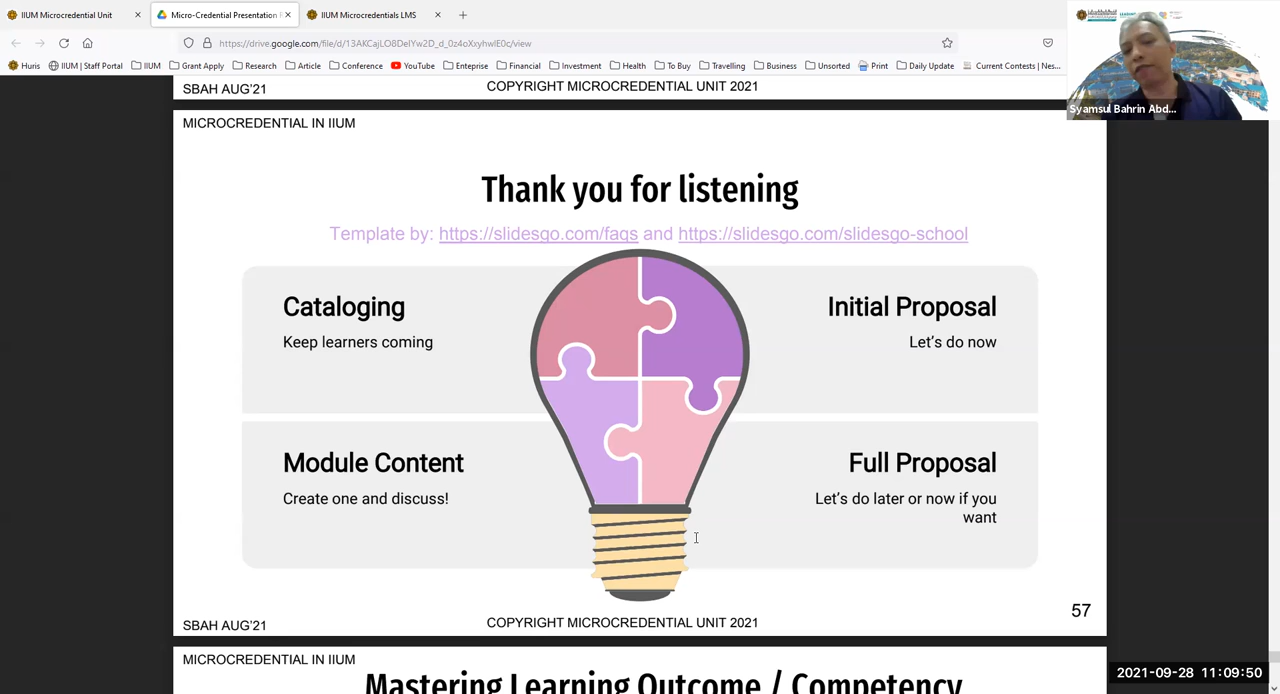 IIUM Microcredential Unit
Micro-Credential Presentation
IIUM Microcredentials LMS
https://drive.google.com/file/d/13AKCajLO8DelYw2D_d_0z4oXxyhwlE0c/view
Huris
IIUM | Staff Portal
IIUM
Grant Apply
Research
Article
Conference
YouTube
Enteprise
Financial
Investment
Health
To Buy
Travelling
Business
Unsorted
Print
Daily Update
Current Contests | Nes...
Syamsul Bahrin Abd...
SBAH AUG'21
COPYRIGHT MICROCREDENTIAL UNIT 2021
MICROCREDENTIAL IN IIUM
Thank you for listening
Template by: https://slidesgo.com/faqs and https://slidesgo.com/slidesgo-school
Cataloging
Keep learners coming
Initial Proposal
Let's do now
Module Content
Create one and discuss!
Full Proposal
Let's do later or now if you
want
57
SBAH AUG'21
COPYRIGHT MICROCREDENTIAL UNIT 2021
MICROCREDENTIAL IN IIUM
Mastering Learning Outcome / Competency
2021-09-28 11:09:50